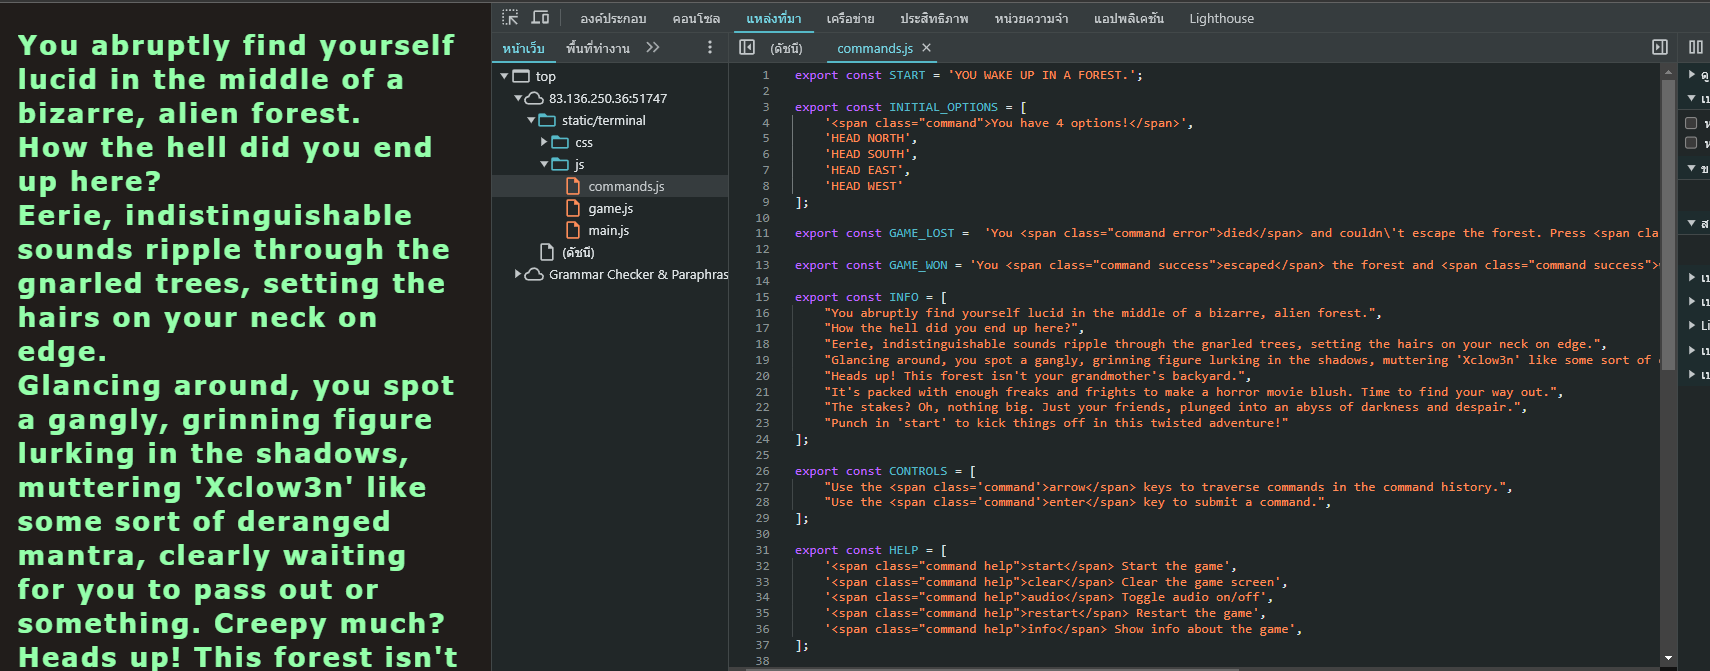 You abruptly find yourself
lucid in the middle of a
bizarre, alien forest.
How the hell did you end
up here?
Eerie, indistinguishable
sounds ripple through the
gnarled trees, setting the
hairs on your neck on
edge.
Glancing around, you spot
a gangly, grinning figure
lurking in the shadows,
muttering 'Xclow3n' like
some sort of deranged
mantra, clearly waiting
for you to pass out or
something. Creepy much?
Heads up! This forest isn't
องค์ประกอบ คอนโซล แหล่งที่มา เครือข่าย ประสิทธิภาพ หน่วยความจำ แอปพลิเคชัน Lighthouse
หน้าเว็บ พื้นที่ทำงาน
top
83.136.250.36:51747
static/terminal
css
js
commands.js
game.js
main.js
(ดัชนี)
Grammar Checker & Paraphras
(ดัชนี) commands.js
1 export const START = 'YOU WAKE UP IN A FOREST.';
2
3 export const INITIAL_OPTIONS = [
4 '<span class="command">You have 4 options!</span>',
5 'HEAD NORTH',
6 'HEAD SOUTH',
7 'HEAD EAST',
8 'HEAD WEST'
9 ];
10
11 export const GAME_LOST = 'You <span class="command error">died</span> and couldn\'t escape the forest. Press <span cla
12
13 export const GAME_WON = 'You <span class="command success">escaped</span> the forest and <span class="command success">
14
15 export const INFO = [
16 "You abruptly find yourself lucid in the middle of a bizarre, alien forest.",
17 "How the hell did you end up here?",
18 "Eerie, indistinguishable sounds ripple through the gnarled trees, setting the hairs on your neck on edge.",
19 "Glancing around, you spot a gangly, grinning figure lurking in the shadows, muttering 'Xclow3n' like some sort of
20 "Heads up! This forest isn't your grandmother's backyard.",
21 "It's packed with enough freaks and frights to make a horror movie blush. Time to find your way out.",
22 "The stakes? Oh, nothing big. Just your friends, plunged into an abyss of darkness and despair.",
23 "Punch in 'start' to kick things off in this twisted adventure!"
24 ];
25
26 export const CONTROLS = [
27 "Use the <span class='command'>arrow</span> keys to traverse commands in the command history.",
28 "Use the <span class='command'>enter</span> key to submit a command.",
29 ];
30
31 export const HELP = [
32 '<span class="command help">start</span> Start the game',
33 '<span class="command help">clear</span> Clear the game screen',
34 '<span class="command help">audio</span> Toggle audio on/off',
35 '<span class="command help">restart</span> Restart the game',
36 '<span class="command help">info</span> Show info about the game',
37 ];
38